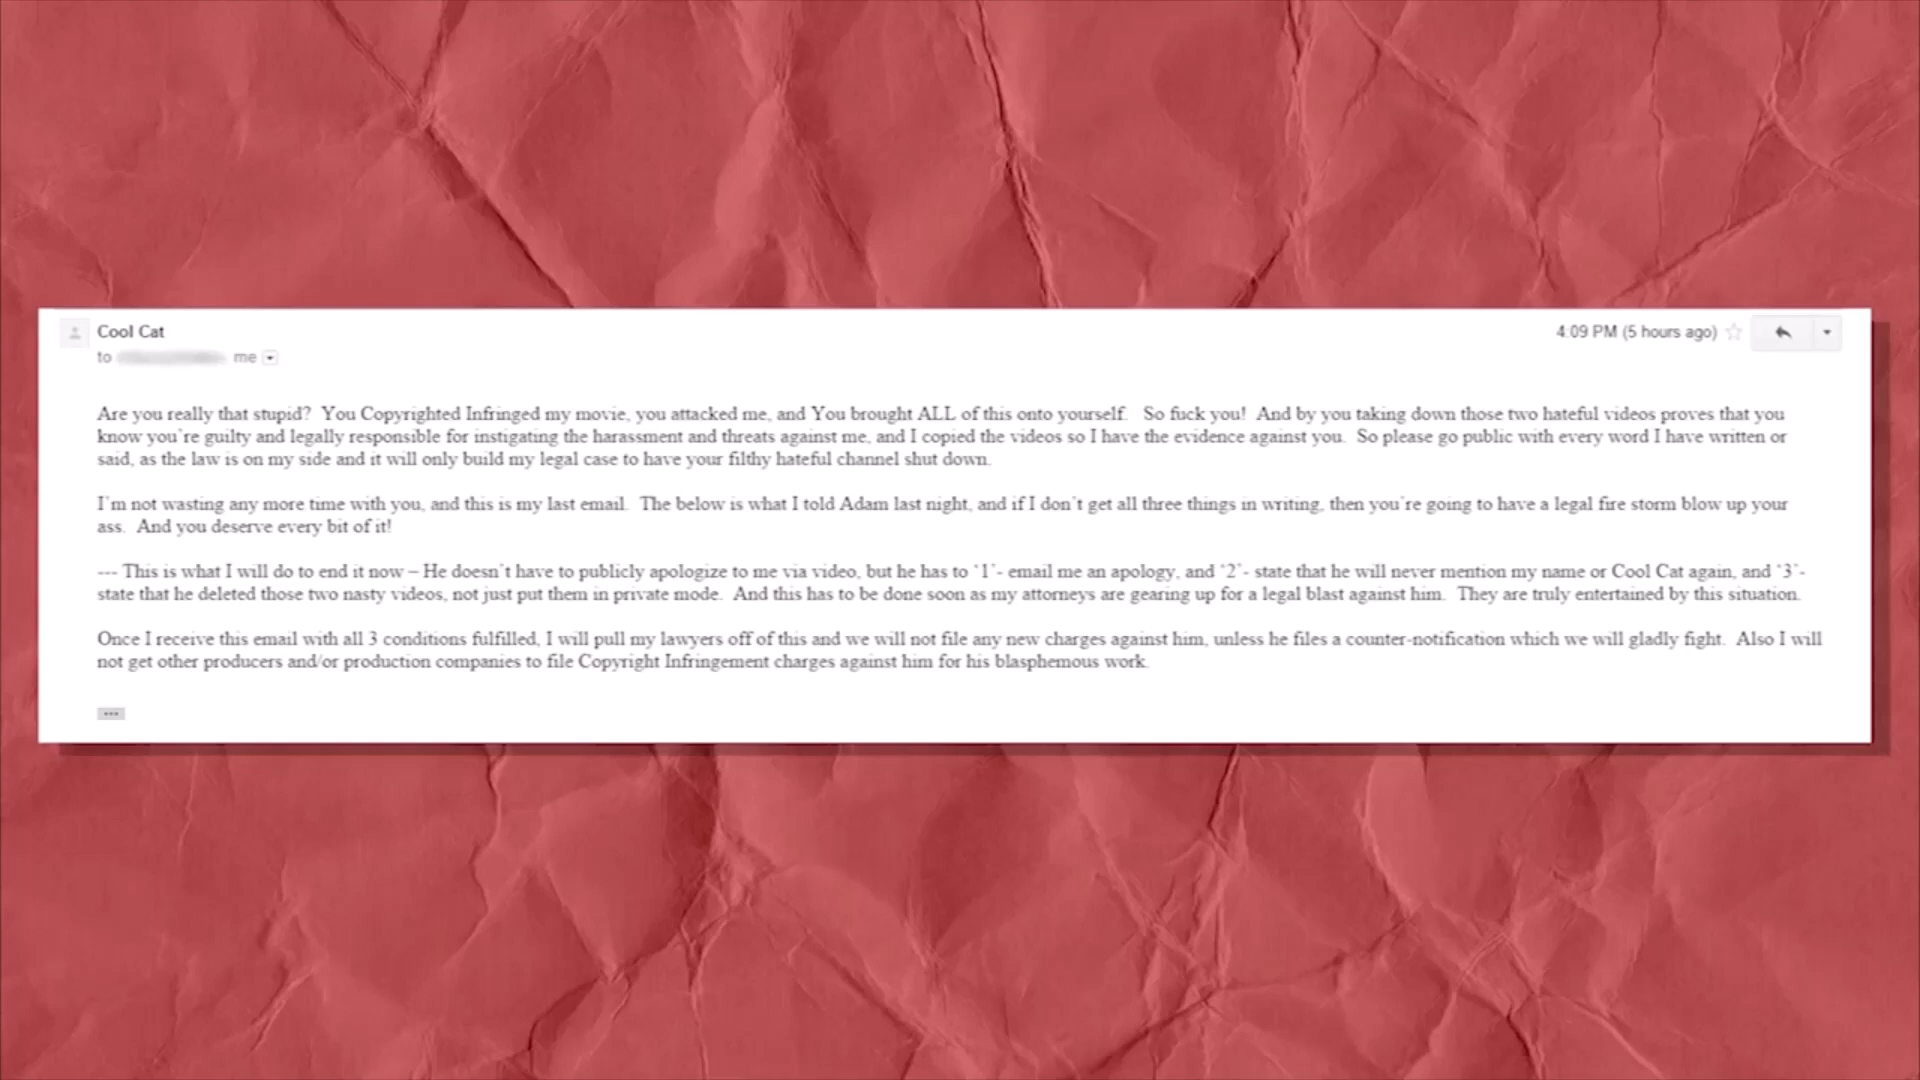 Cool Cat
4:09 PM (5 hours ago)
to me
Are you really that stupid?  You Copyrighted Infringed my movie, you attacked me, and You brought ALL of this onto yourself.   So fuck you!  And by you taking down those two hateful videos proves that you
know you're guilty and legally responsible for instigating the harassment and threats against me, and I copied the videos so I have the evidence against you.  So please go public with every word I have written or
said, as the law is on my side and it will only build my legal case to have your filthy hateful channel shut down.
I'm not wasting any more time with you, and this is my last email.  The below is what I told Adam last night, and if I don't get all three things in writing, then you're going to have a legal fire storm blow up your
ass.  And you deserve every bit of it!
--- This is what I will do to end it now – He doesn't have to publicly apologize to me via video, but he has to '1'- email me an apology, and '2'- state that he will never mention my name or Cool Cat again, and '3'-
state that he deleted those two nasty videos, not just put them in private mode.  And this has to be done soon as my attorneys are gearing up for a legal blast against him.  They are truly entertained by this situation.
Once I receive this email with all 3 conditions fulfilled, I will pull my lawyers off of this and we will not file any new charges against him, unless he files a counter-notification which we will gladly fight.  Also I will
not get other producers and/or production companies to file Copyright Infringement charges against him for his blasphemous work.